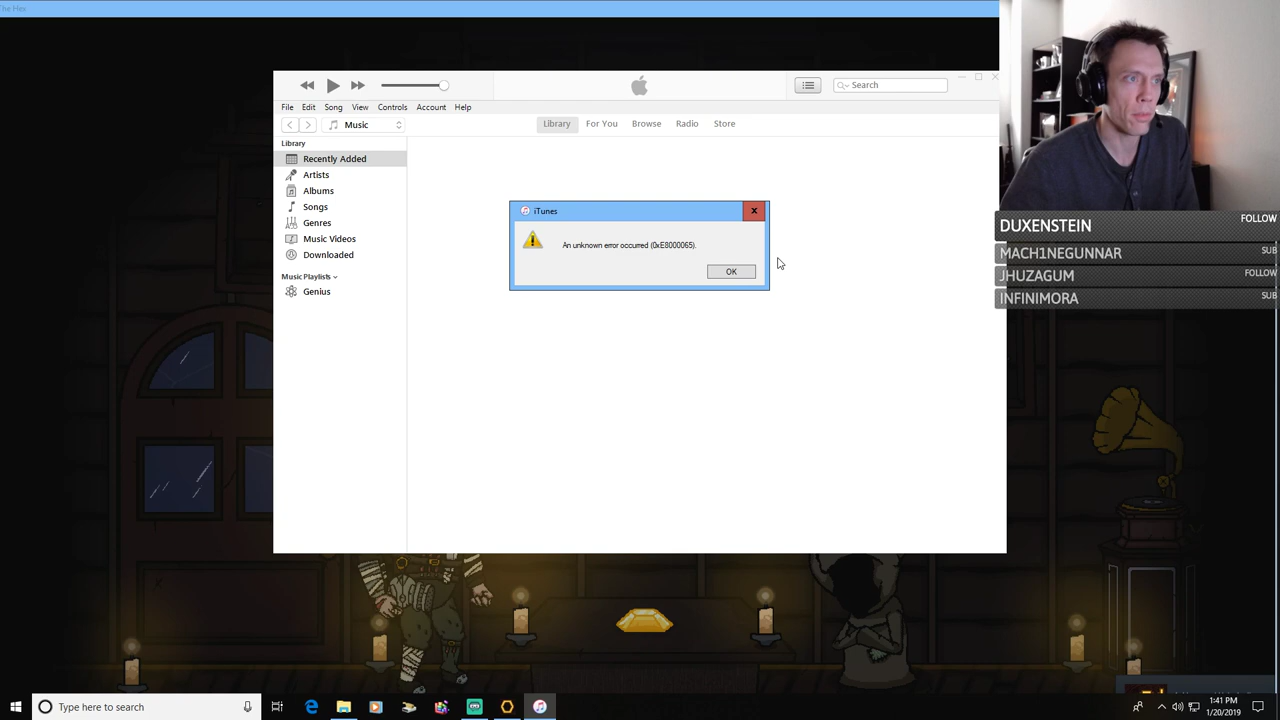 The Hex
Search
File Edit Song View Controls Account Help
Music
Library For You Browse Radio Store
Library
Recently Added
Artists
Albums
Songs
Genres
Music Videos
Downloaded
Music Playlists
Genius
iTunes
An unknown error occurred (0xE8000065).
OK
DUXENSTEIN FOLLOW
MACH1NEGUNNAR SUB
JHUZAGUM FOLLOW
INFINIMORA SUB
Type here to search
1:41 PM
1/20/2019